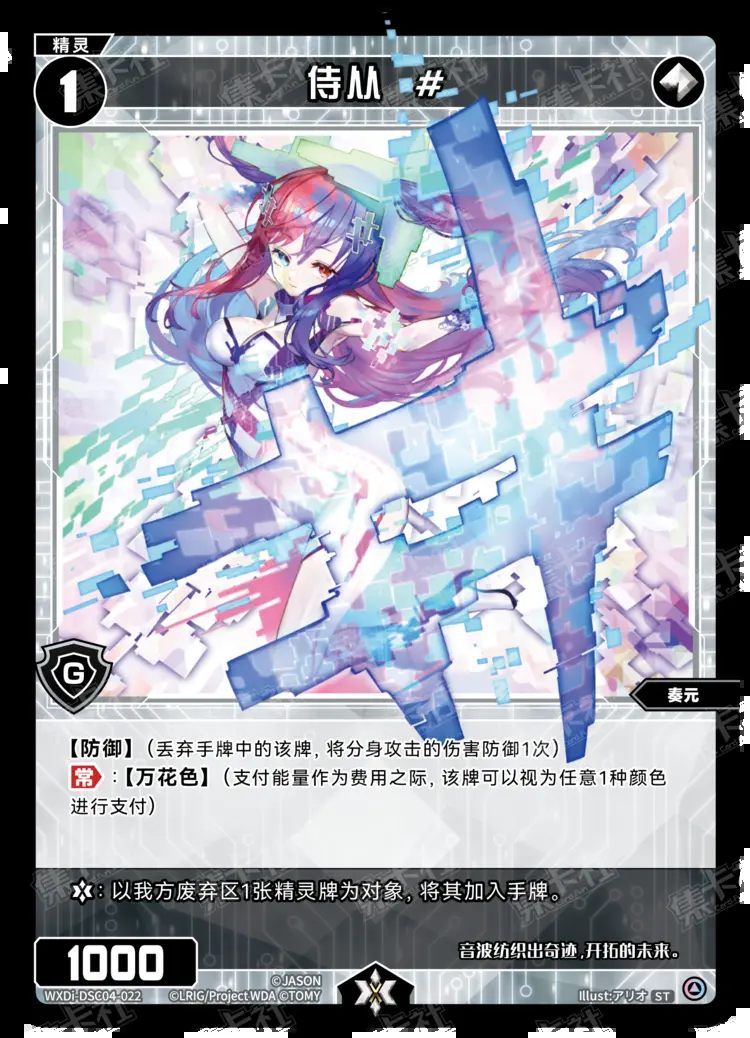 精灵
1
侍从 #
G
奏元
【防御】（丢弃手牌中的该牌，将分身攻击的伤害防御1次）
常：【万花色】（支付能量作为费用之际，该牌可以视为任意1种颜色
进行支付）
：以我方废弃区1张精灵牌为对象，将其加入手牌。
1000
音波纺织出奇迹，开拓的未来。
©JASON
WXDi-DSC04-022 ©LRIG/Project WDA ©TOMY
Illust:アリオ ST
集卡社